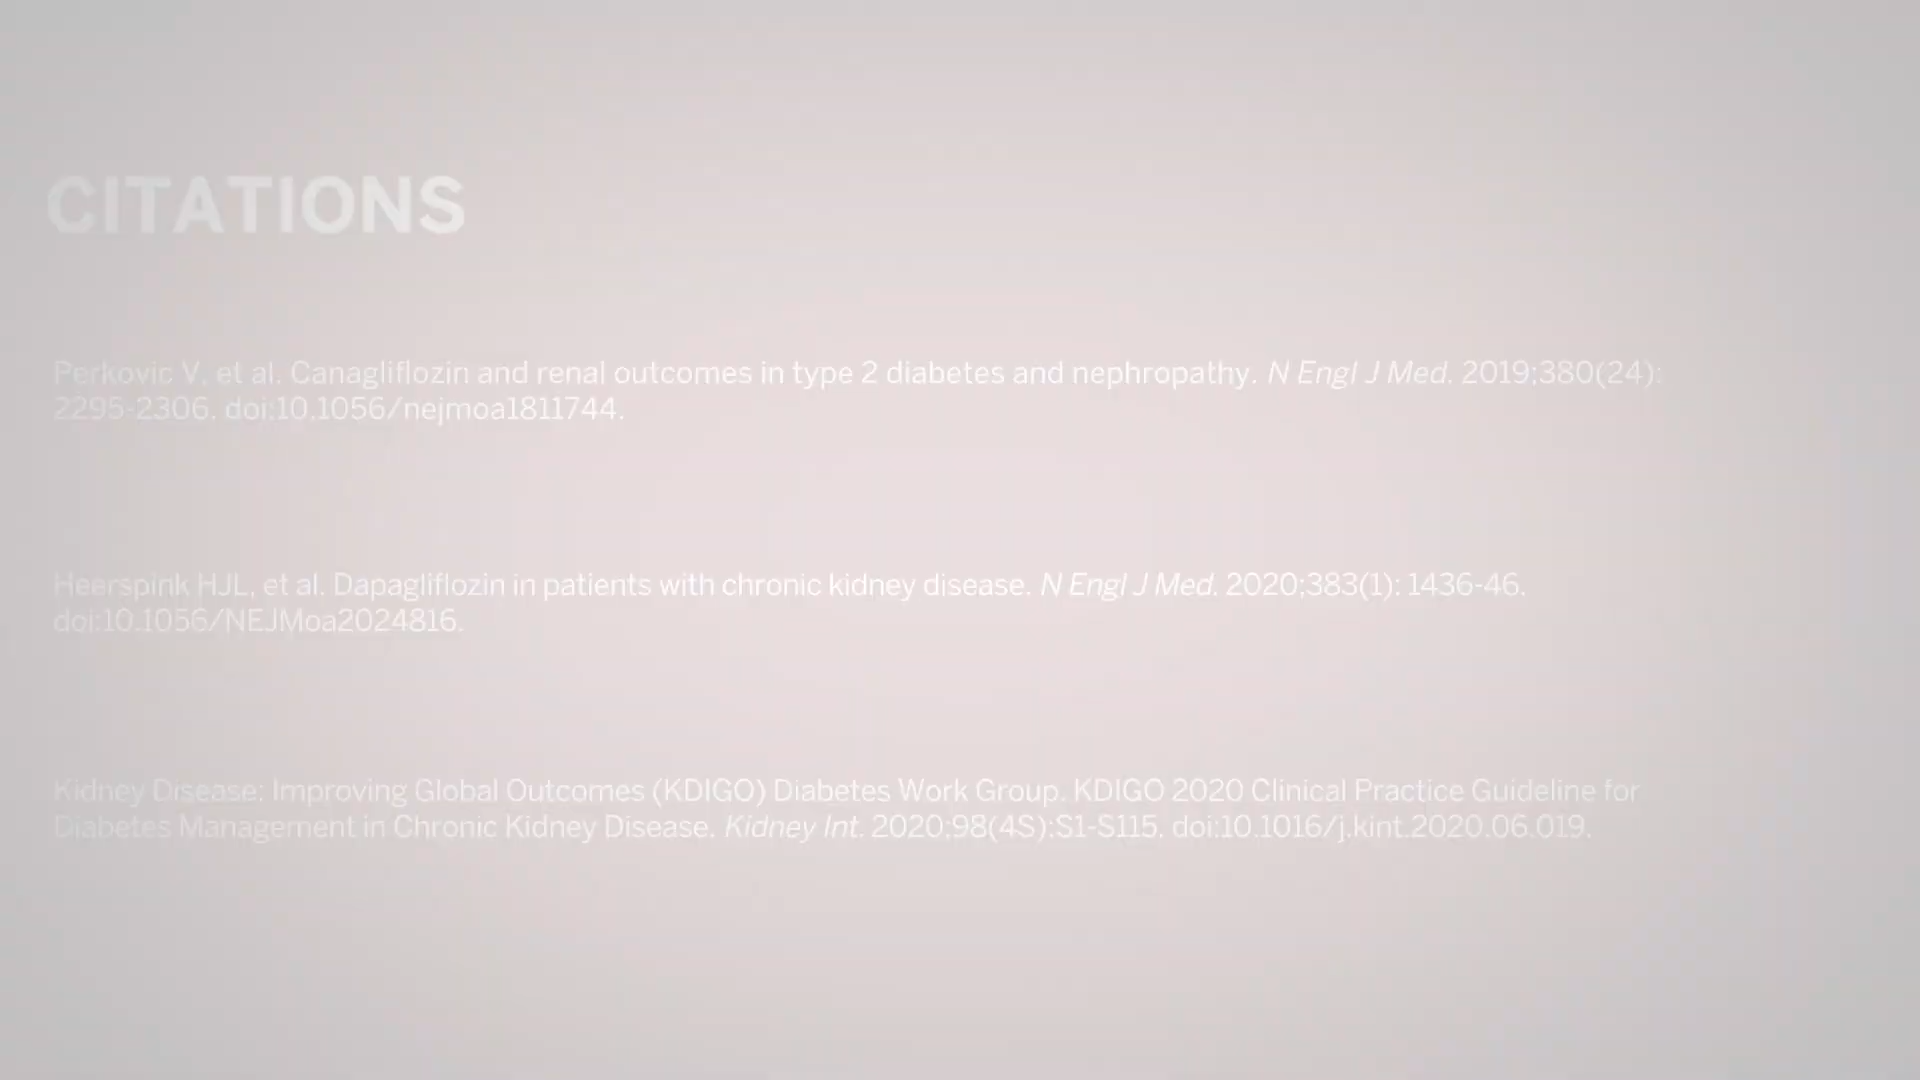 CITATIONS
Perkovic V, et al. Canagliflozin and renal outcomes in type 2 diabetes and nephropathy. N Engl J Med. 2019;380(24):
2295-2306. doi:10.1056/nejmoa1811744.
Heerspink HJL, et al. Dapagliflozin in patients with chronic kidney disease. N Engl J Med. 2020;383(1): 1436-46.
doi:10.1056/NEJMoa2024816.
Kidney Disease: Improving Global Outcomes (KDIGO) Diabetes Work Group. KDIGO 2020 Clinical Practice Guideline for
Diabetes Management in Chronic Kidney Disease. Kidney Int. 2020;98(4S):S1-S115. doi:10.1016/j.kint.2020.06.019.